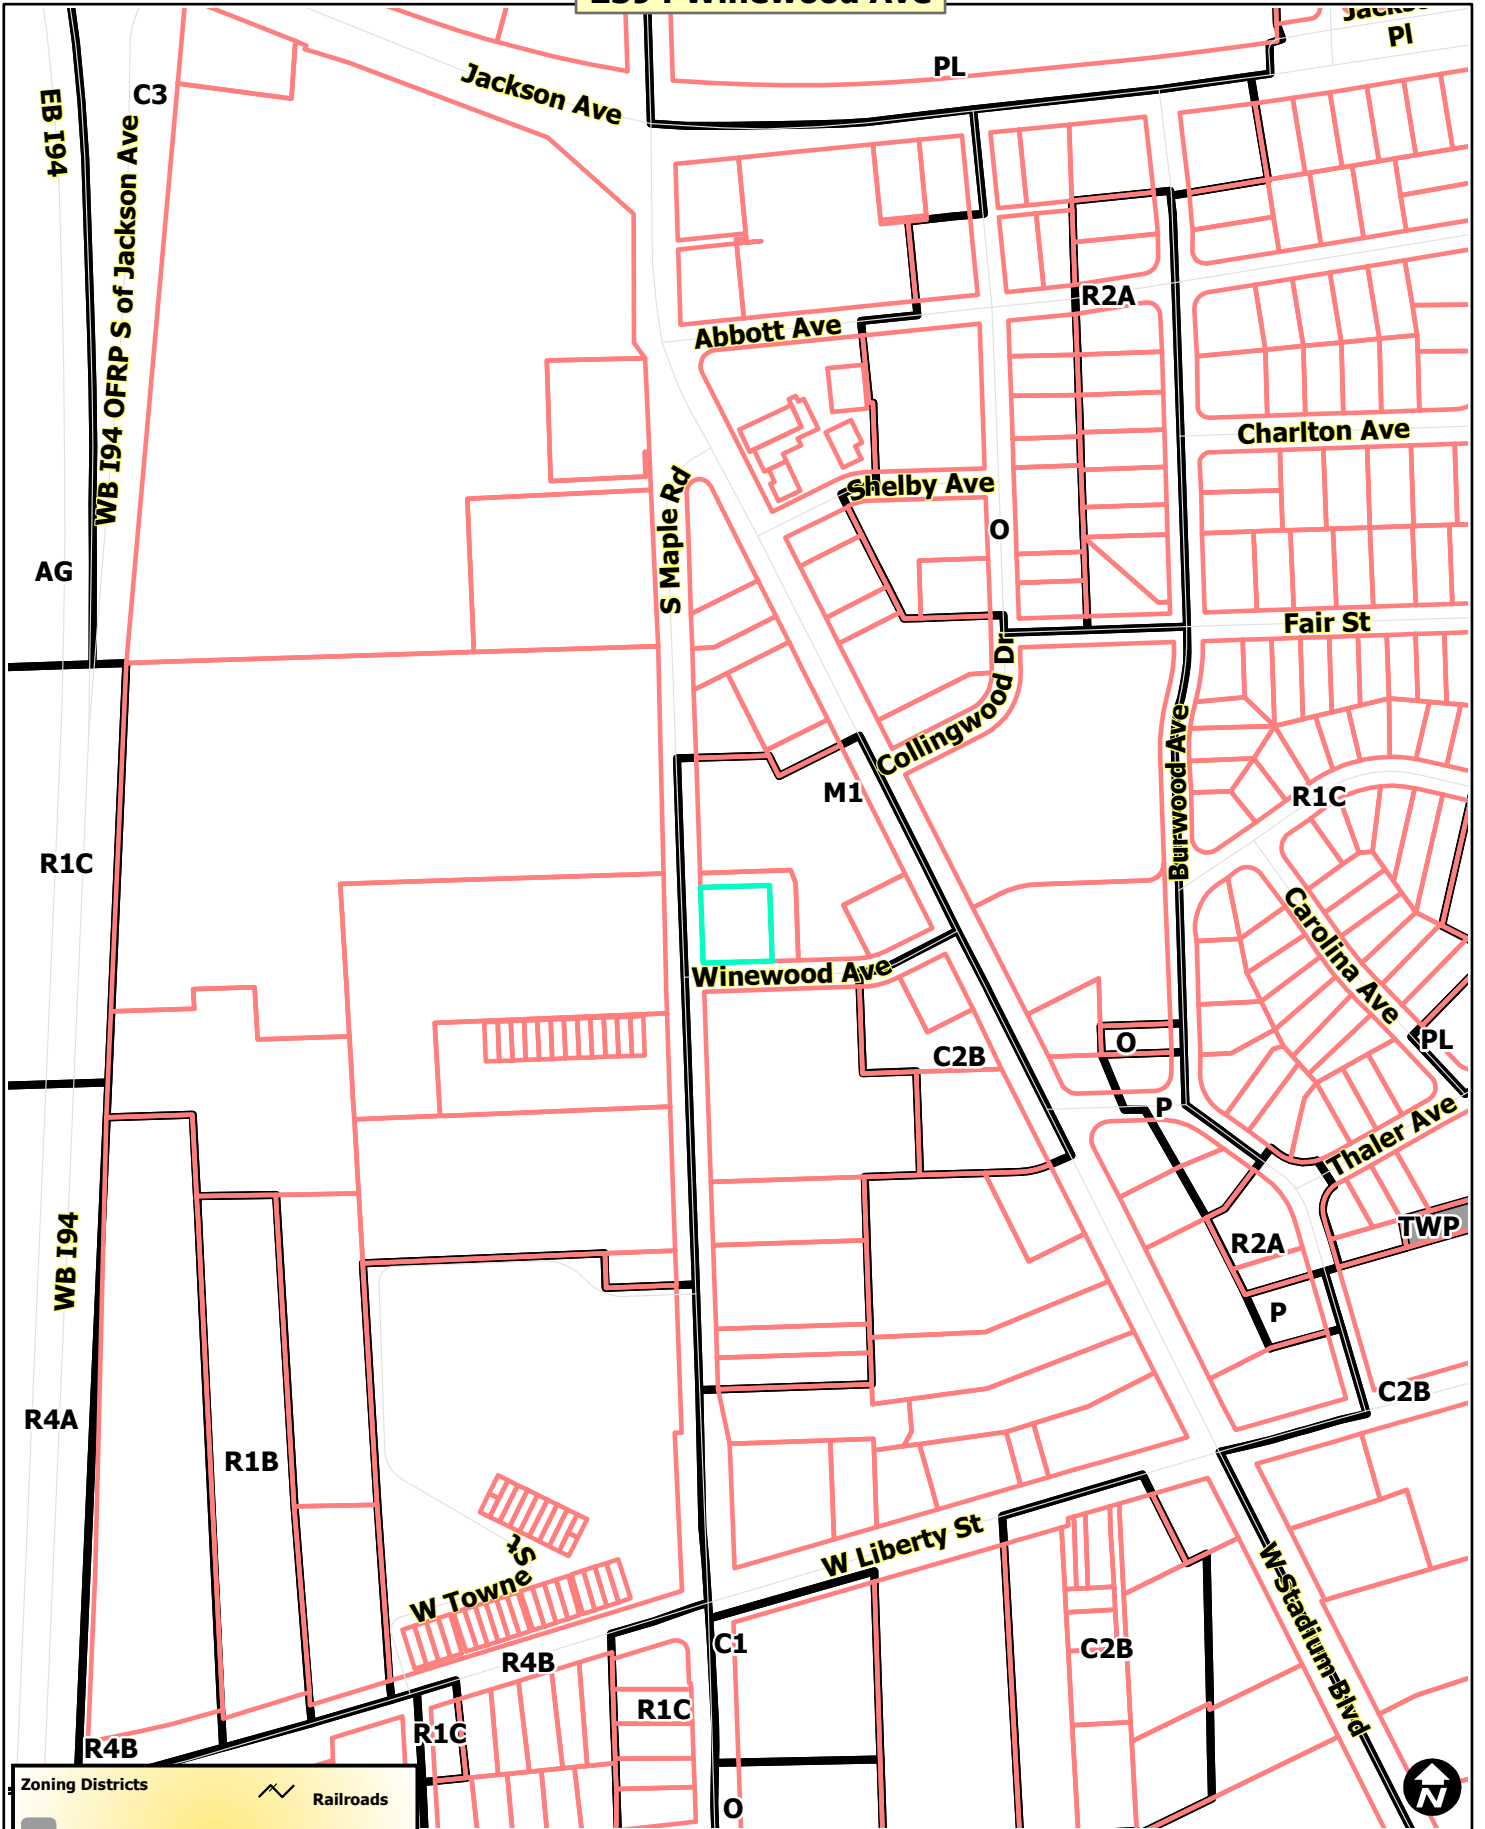 2394 Winewood Ave
Jackson
Pl
PL
Jackson Ave
C3
EB I94
WB I94 OFRP S of Jackson Ave
R2A
Abbott Ave
Charlton Ave
Shelby Ave
S Maple Rd
O
AG
Fair St
Collingwood Dr
Burwood Ave
M1
R1C
R1C
Carolina Ave
Winewood Ave
C2B
O
PL
P
Thaler Ave
TWP
R2A
WB I94
P
C2B
R4A
R1B
W Liberty St
W Towne St
W Stadium Blvd
C1
C2B
R4B
R1C
R1C
R4B
Zoning Districts
Railroads
O
N